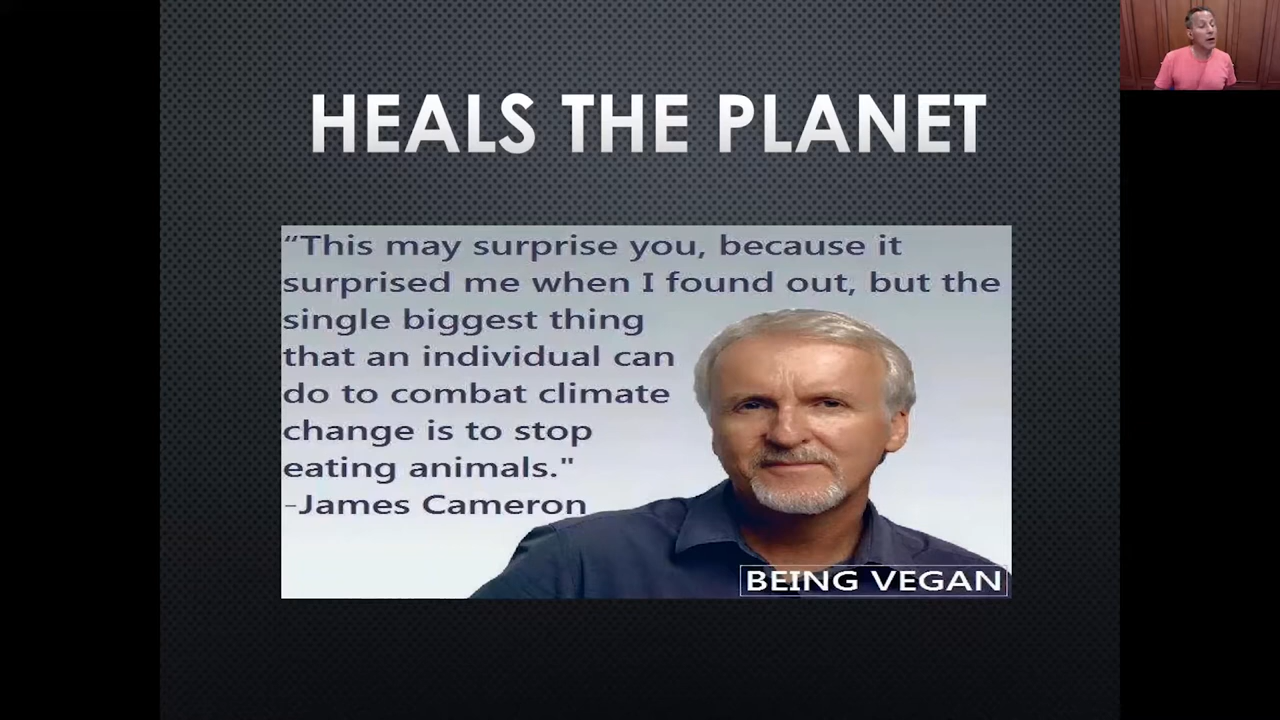 HEALS THE PLANET
“This may surprise you, because it
surprised me when I found out, but the
single biggest thing
that an individual can
do to combat climate
change is to stop
eating animals."
-James Cameron
BEING VEGAN